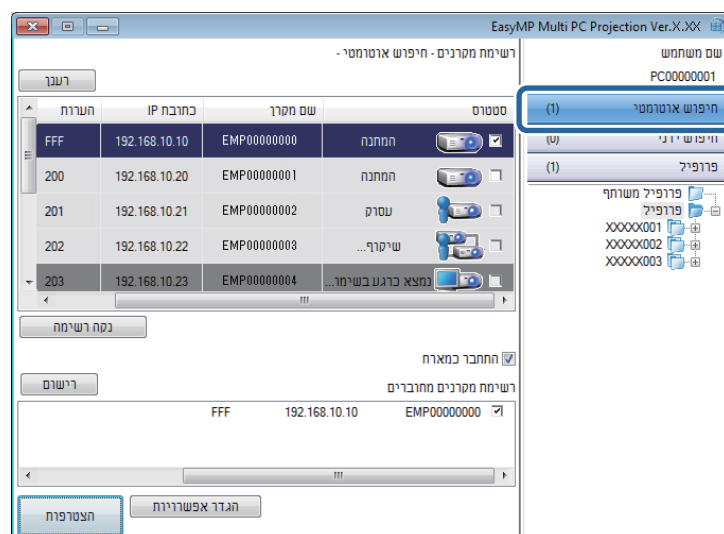 EasyMP Multi PC Projection Ver.X.XX
שם משתמש
PC00000001
חיפוש אוטומטי (1)
חיפוש ידני (0)
פרופיל (1)
פרופיל משותף
פרופיל
XXXXX001
XXXXX002
XXXXX003
רשימת מקרנים - חיפוש אוטומטי -
רענן
סטטוס שם מקרן כתובת IP הערות
המתנה EMP00000000 192.168.10.10 FFF
המתנה EMP00000001 192.168.10.20 200
עסוק EMP00000002 192.168.10.21 201
שיקוף... EMP00000003 192.168.10.22 202
נמצא כרגע בשימו... EMP00000004 192.168.10.23 203
נקה רשימה
התחבר כמארח
רשימת מקרנים מחוברים
רישום
EMP00000000 192.168.10.10 FFF
הגדר אפשרויות
הצטרפות